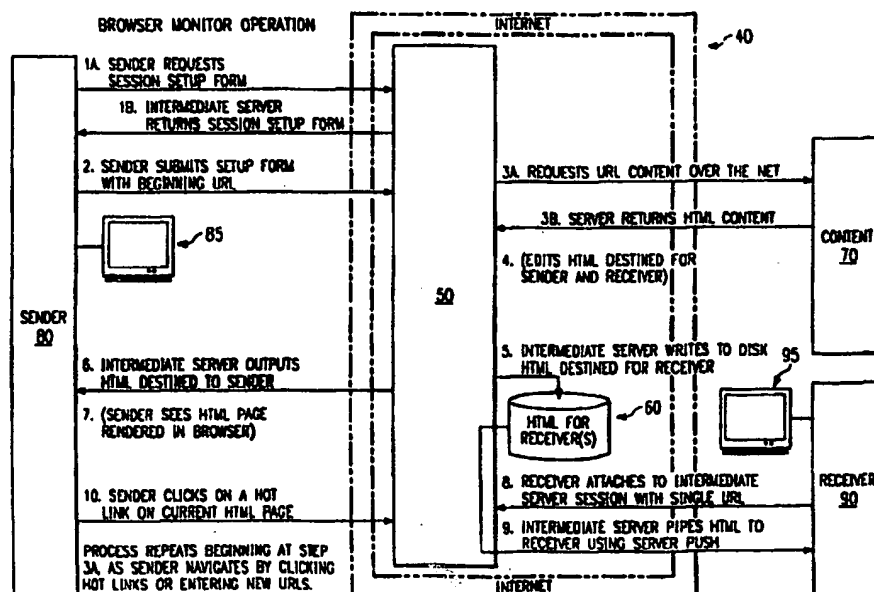 BROWSER MONITOR OPERATION
INTERNET
40
1A. SENDER REQUESTS
SESSION SETUP FORM
1B. INTERMEDIATE SERVER
RETURNS SESSION SETUP FORM
2. SENDER SUBMITS SETUP FORM
WITH BEGINNING URL
3A. REQUESTS URL CONTENT OVER THE NET
3B. SERVER RETURNS HTML CONTENT
85
CONTENT
70
4. (EDITS HTML DESTINED FOR
SENDER AND RECEIVER)
50
SENDER
80
5. INTERMEDIATE SERVER WRITES TO DISK
HTML DESTINED FOR RECEIVER
6. INTERMEDIATE SERVER OUTPUTS
HTML DESTINED TO SENDER
95
60
7. (SENDER SEES HTML PAGE
RENDERED IN BROWSER)
HTML FOR
RECEIVER(S)
8. RECEIVER ATTACHES TO INTERMEDIATE
SERVER SESSION WITH SINGLE URL
RECEIVER
90
10. SENDER CLICKS ON A HOT
LINK ON CURRENT HTML PAGE
9. INTERMEDIATE SERVER PIPES HTML TO
RECEIVER USING SERVER PUSH
PROCESS REPEATS BEGINNING AT STEP
3A, AS SENDER NAVIGATES BY CLICKING
HOT LINKS OR ENTERING NEW URLS.
INTERNET